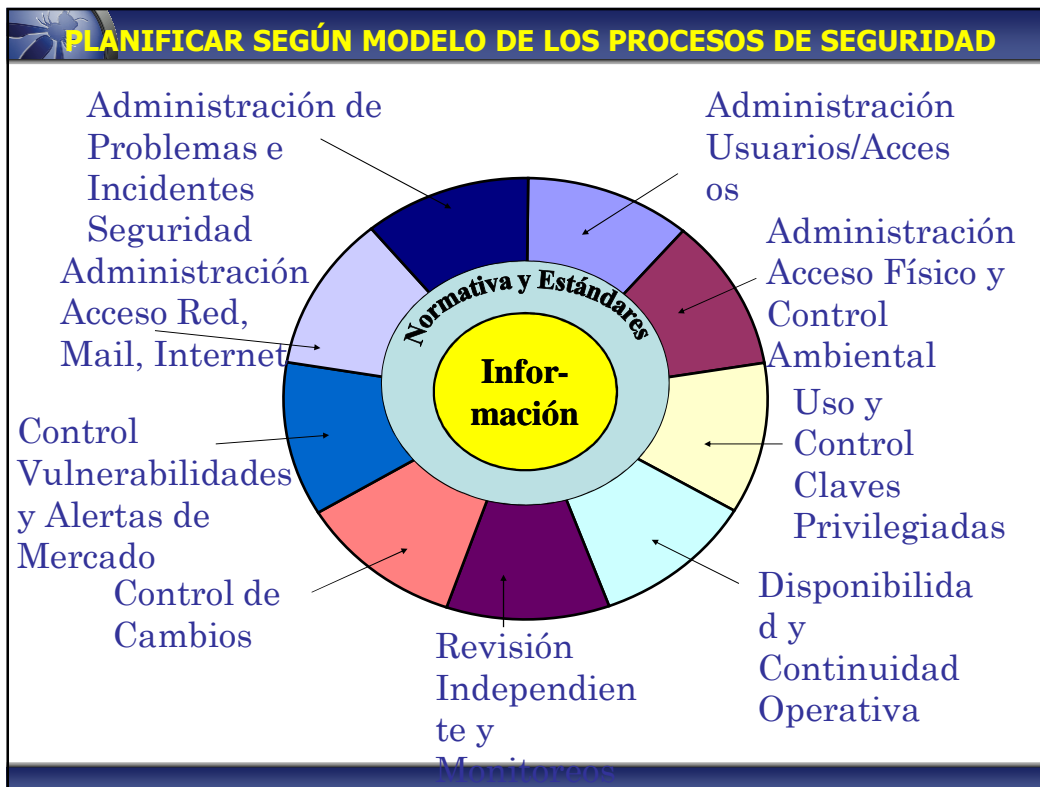 PLANIFICAR SEGÚN MODELO DE LOS PROCESOS DE SEGURIDAD
Administración de
Problemas e
Incidentes
Seguridad
Administración
Usuarios/Acces
os
Administración
Acceso Físico y
Control
Ambiental
Administración
Acceso Red,
Mail, Internet
Normativa y Estándares
Infor-
mación
Uso y
Control
Claves
Privilegiadas
Control
Vulnerabilidades
y Alertas de
Mercado
Control de
Cambios
Revisión
Independien
te y
Monitoreos
Disponibilida
d y
Continuidad
Operativa